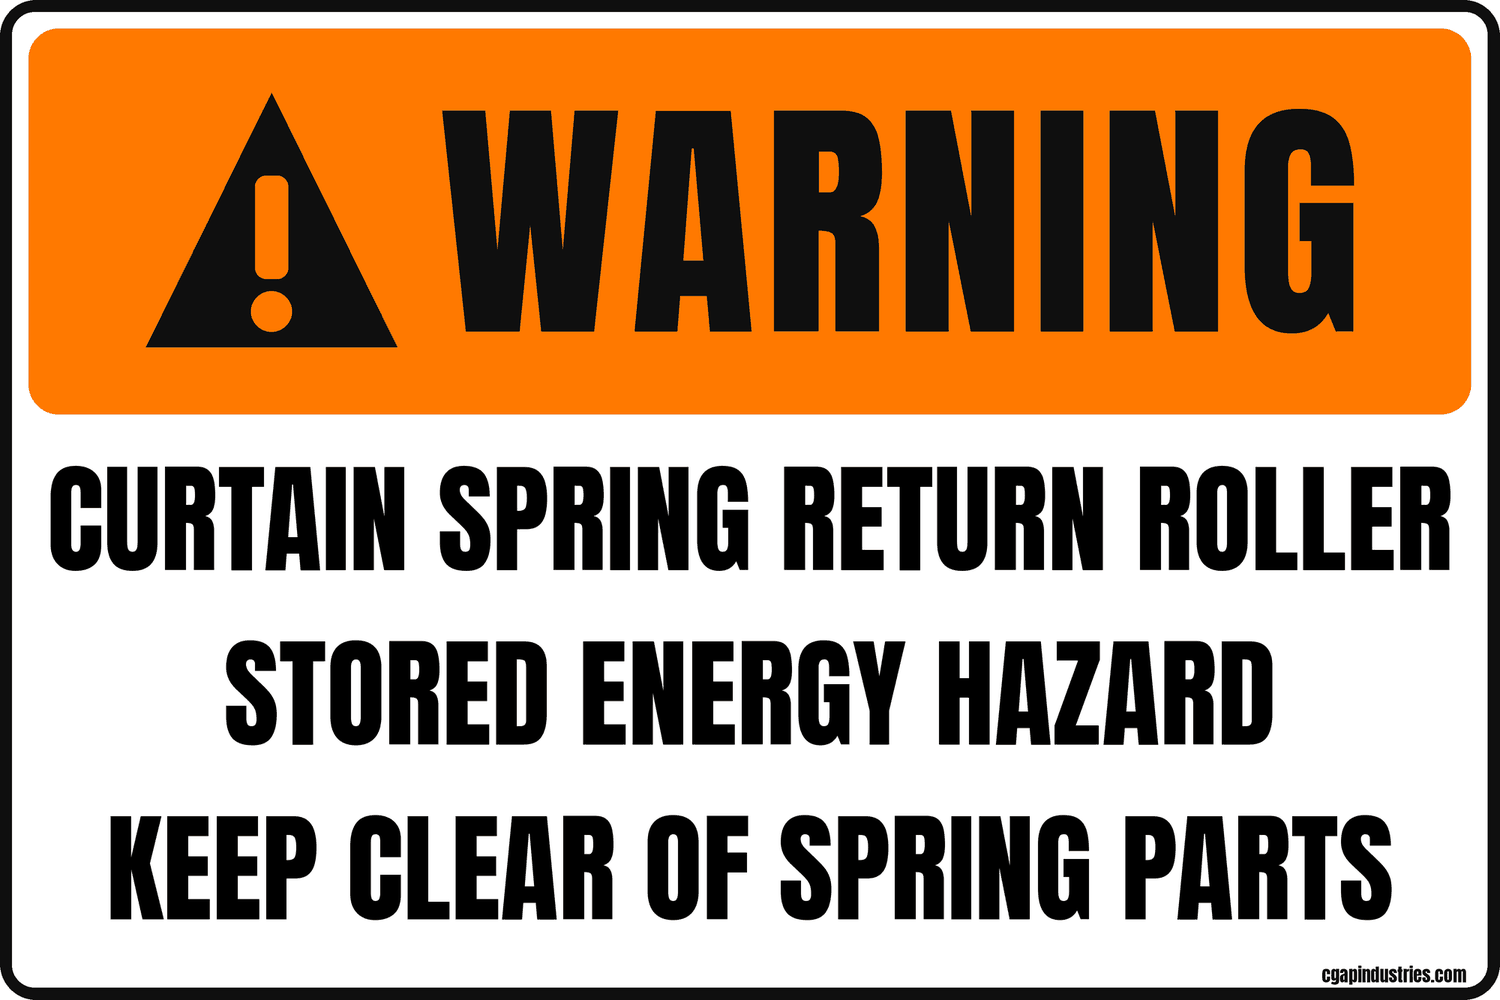 WARNING
CURTAIN SPRING RETURN ROLLER
STORED ENERGY HAZARD
KEEP CLEAR OF SPRING PARTS
cgapindustries.com